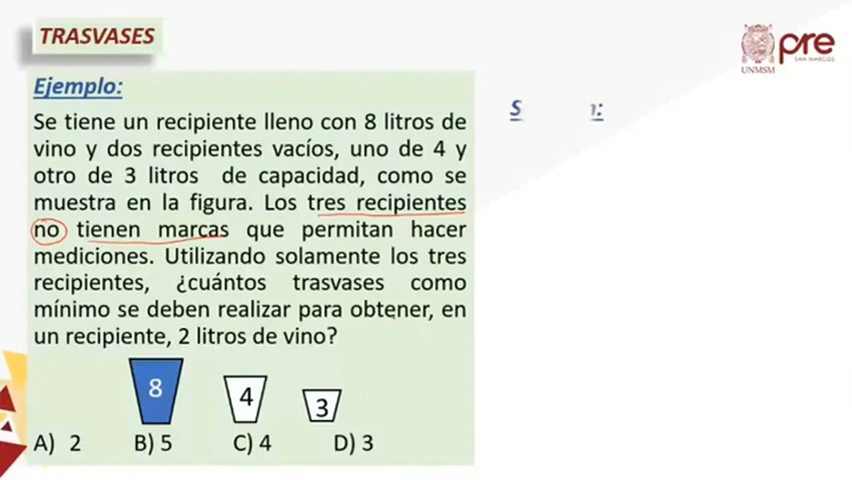 TRASVASES
pre
SAN MARCOS
UNMSM
Ejemplo:
Se tiene un recipiente lleno con 8 litros de
vino y dos recipientes vacíos, uno de 4 y
otro de 3 litros de capacidad, como se
muestra en la figura. Los tres recipientes
no tienen marcas que permitan hacer
mediciones. Utilizando solamente los tres
recipientes, ¿cuántos trasvases como
mínimo se deben realizar para obtener, en
un recipiente, 2 litros de vino?
8 4 3
A) 2 B) 5 C) 4 D) 3